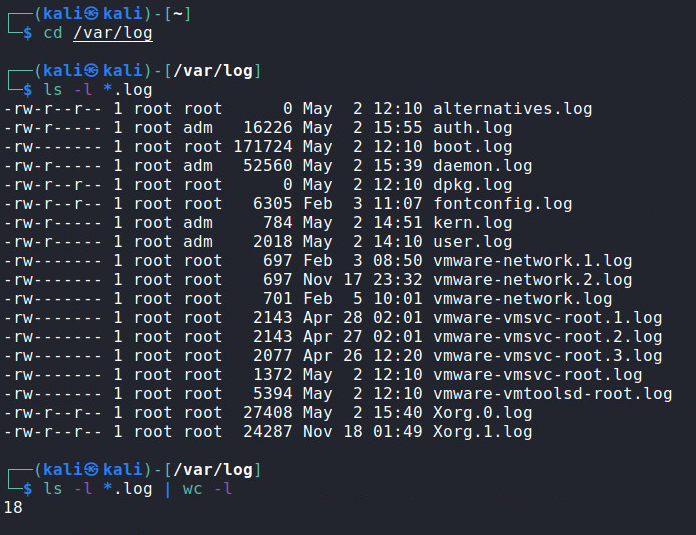 ┌──(kali㉿kali)-[~]
└─$ cd /var/log
┌──(kali㉿kali)-[/var/log]
└─$ ls -l *.log
-rw-r--r-- 1 root root      0 May  2 12:10 alternatives.log
-rw-r----- 1 root adm   16226 May  2 15:55 auth.log
-rw------- 1 root root 171724 May  2 12:10 boot.log
-rw-r----- 1 root adm   52560 May  2 15:39 daemon.log
-rw-r--r-- 1 root root      0 May  2 12:10 dpkg.log
-rw-r--r-- 1 root root   6305 Feb  3 11:07 fontconfig.log
-rw-r----- 1 root adm     784 May  2 14:51 kern.log
-rw-r----- 1 root adm    2018 May  2 14:10 user.log
-rw------- 1 root root    697 Feb  3 08:50 vmware-network.1.log
-rw------- 1 root root    697 Nov 17 23:32 vmware-network.2.log
-rw------- 1 root root    701 Feb  5 10:01 vmware-network.log
-rw------- 1 root root   2143 Apr 28 02:01 vmware-vmsvc-root.1.log
-rw------- 1 root root   2143 Apr 27 02:01 vmware-vmsvc-root.2.log
-rw------- 1 root root   2077 Apr 26 12:20 vmware-vmsvc-root.3.log
-rw------- 1 root root   1372 May  2 12:10 vmware-vmsvc-root.log
-rw------- 1 root root   5394 May  2 12:10 vmware-vmtoolsd-root.log
-rw-r--r-- 1 root root  27408 May  2 15:40 Xorg.0.log
-rw-r--r-- 1 root root  24287 Nov 18 01:49 Xorg.1.log
┌──(kali㉿kali)-[/var/log]
└─$ ls -l *.log | wc -l
18